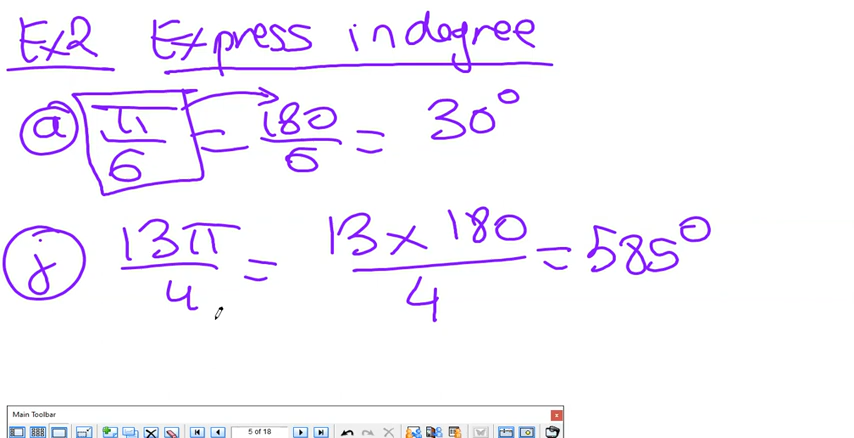 Ex2 Express in degree
a π/6 = 180/6 = 30°
j 13π/4 = 13 × 180/4 = 585°
Main Toolbar
5 of 18